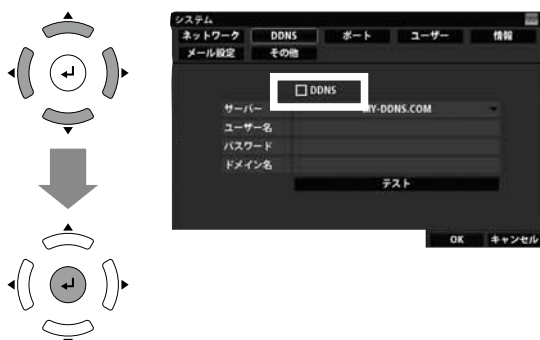 システム
ネットワーク DDNS ポート ユーザー 情報
メール設定 その他
DDNS
サーバー MY-DDNS.COM
ユーザー名
パスワード
ドメイン名
テスト
OK キャンセル